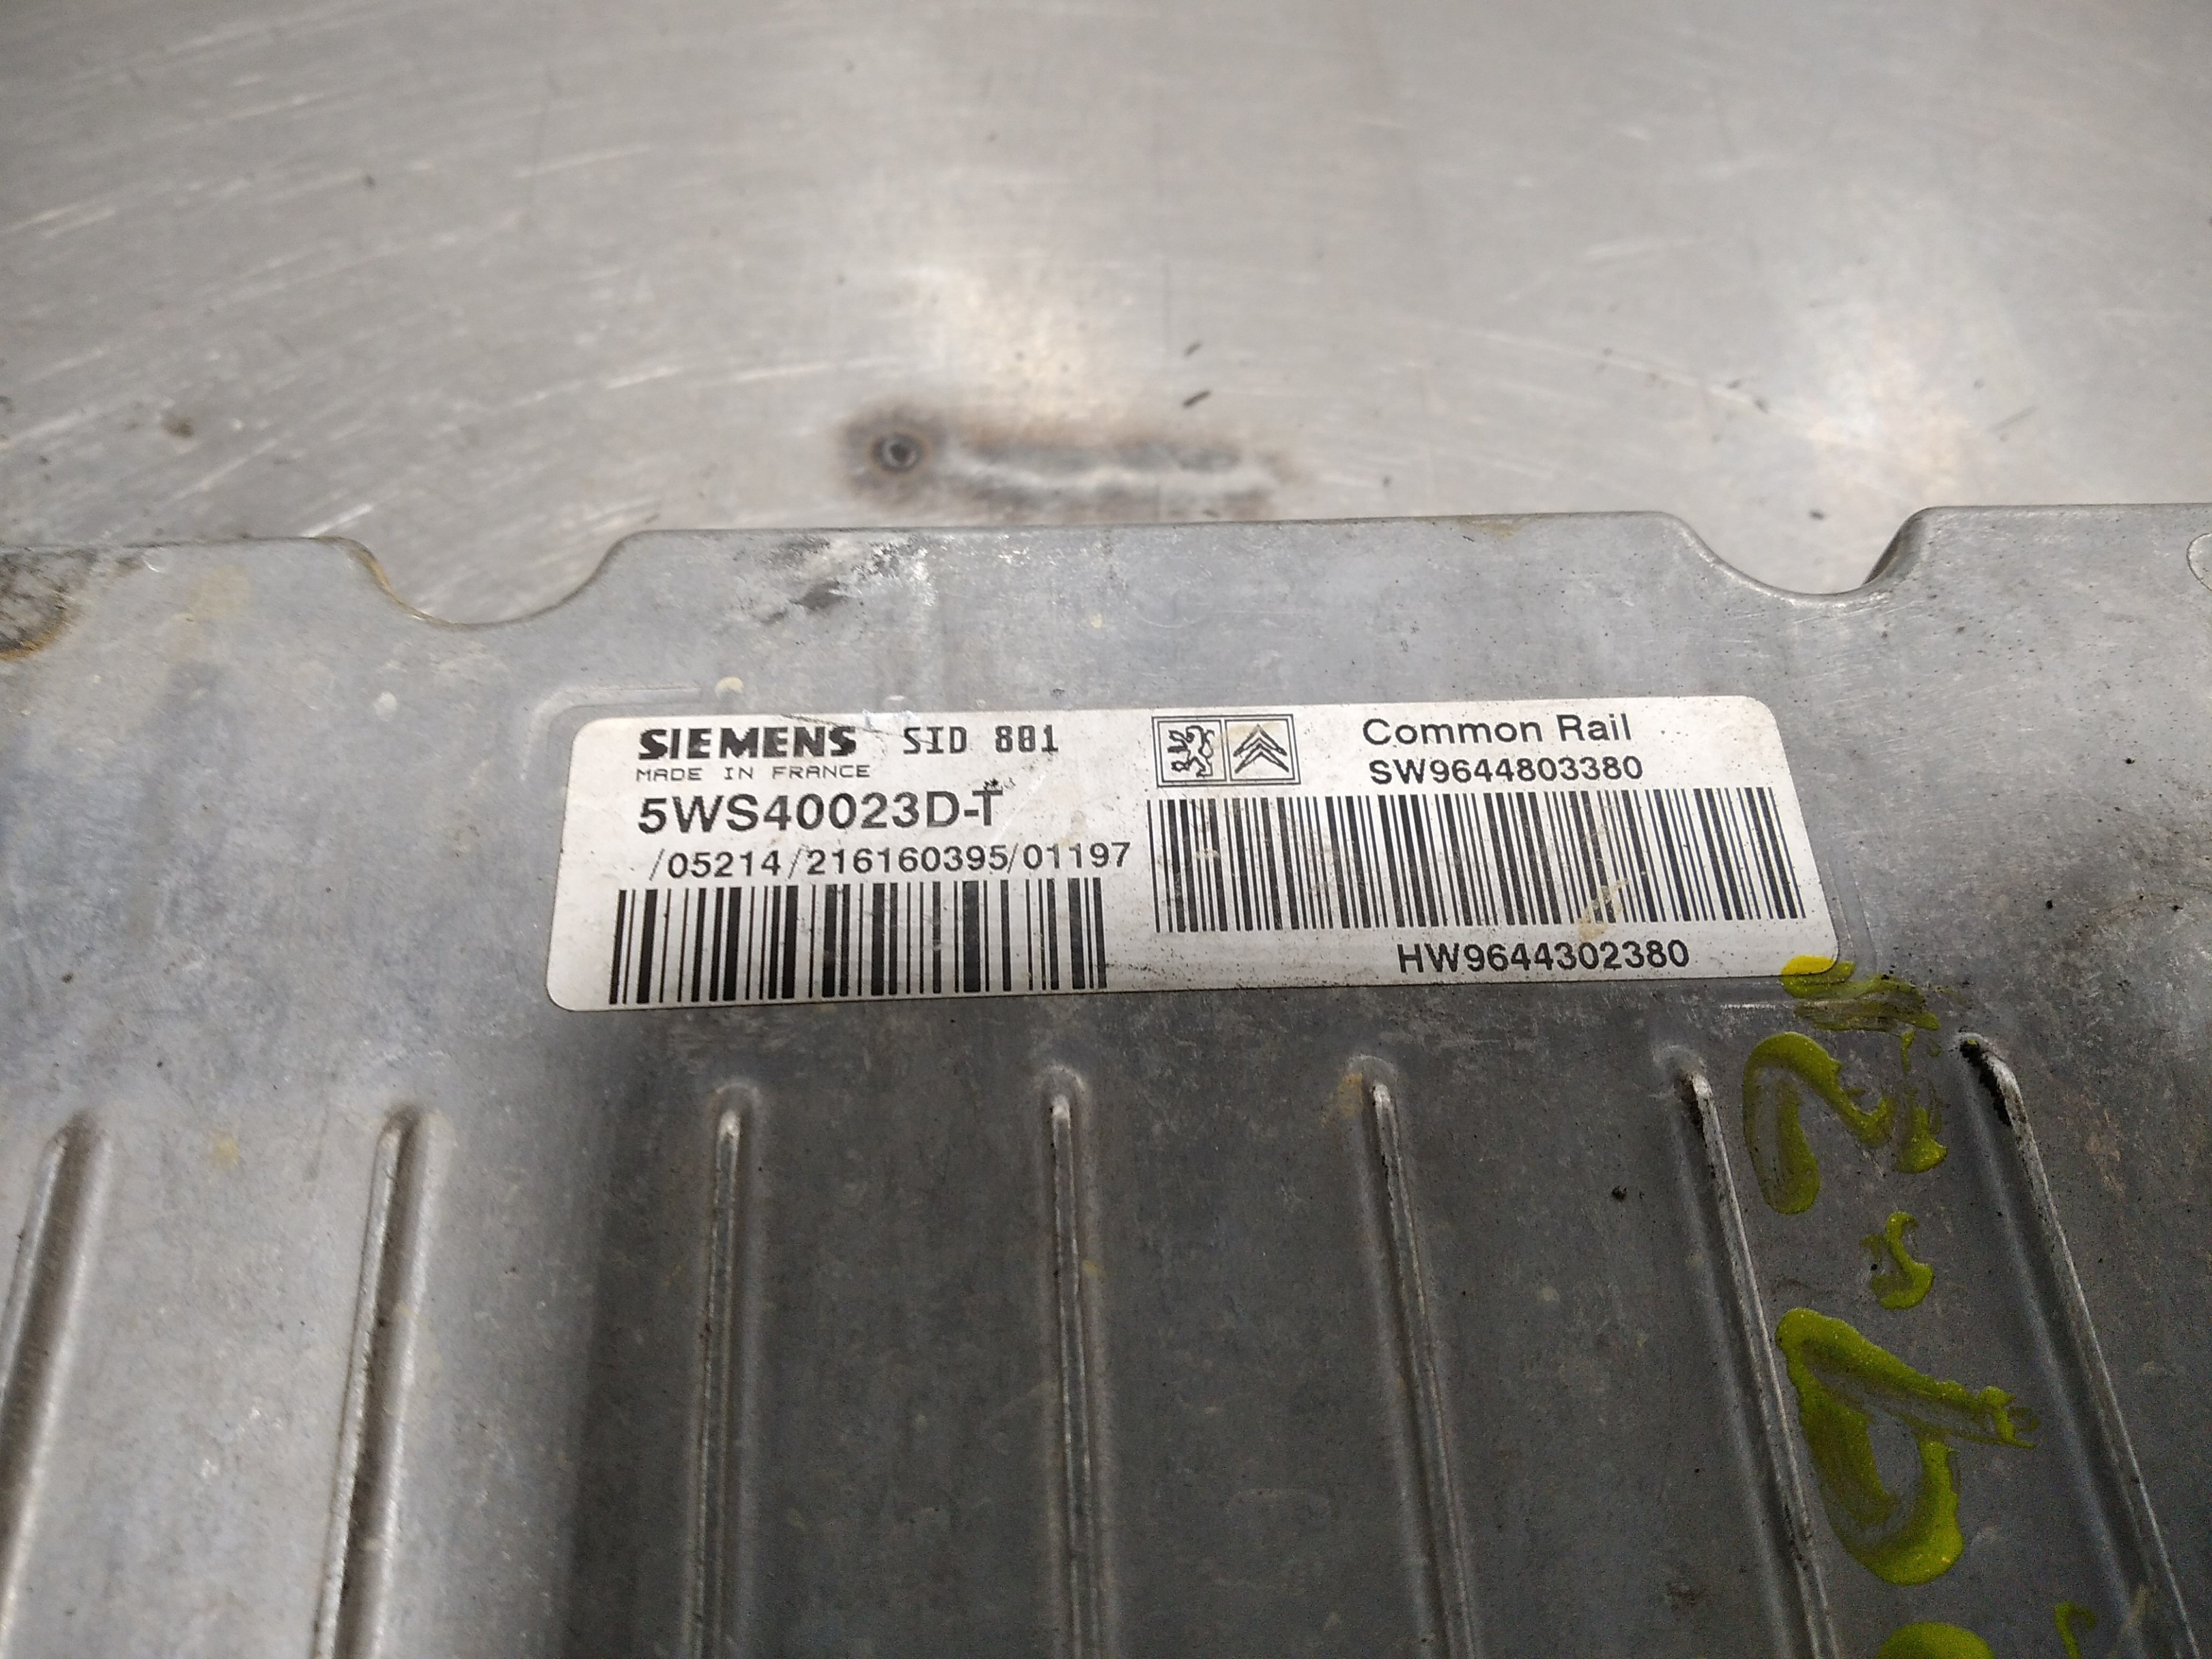 SIEMENS SID 801
MADE IN FRANCE
5WS40023D-T
/05214/216160395/01197
Common Rail
SW9644803380
HW9644302380